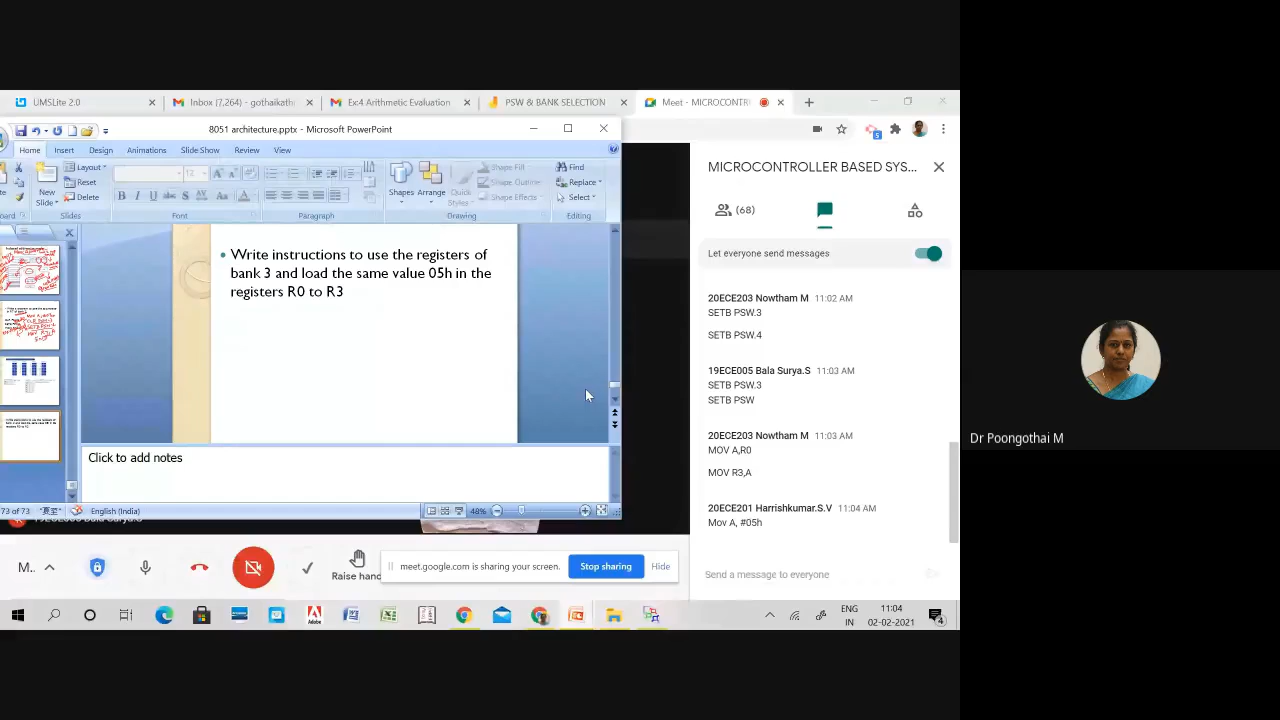 UMSLite 2.0
Inbox (7,264) - gothaikath
Ex:4 Arithmetic Evaluation
PSW & BANK SELECTION
Meet - MICROCONTR
8051 architecture.pptx - Microsoft PowerPoint
Home Insert Design Animations Slide Show Review View
New Slide
Layout
Reset
Delete
Slides
Font
Paragraph
Shapes
Arrange
Quick Styles
Shape Fill
Shape Outline
Shape Effects
Drawing
Find
Replace
Select
Editing
Write instructions to use the registers of
bank 3 and load the same value 05h in the
registers R0 to R3
Click to add notes
73 of 73
English (India)
48%
19ECE005 Bala Surya.S
MICROCONTROLLER BASED SYS...
(68)
5
Let everyone send messages
20ECE203 Nowtham M 11:02 AM
SETB PSW.3
SETB PSW.4
19ECE005 Bala Surya.S 11:03 AM
SETB PSW.3
SETB PSW
20ECE203 Nowtham M 11:03 AM
MOV A,R0
MOV R3,A
20ECE201 Harrishkumar.S.V 11:04 AM
Mov A, #05h
Send a message to everyone
M..
Raise hand
meet.google.com is sharing your screen.
Stop sharing
Hide
ENG
IN
11:04
02-02-2021
4
Dr Poongothai M